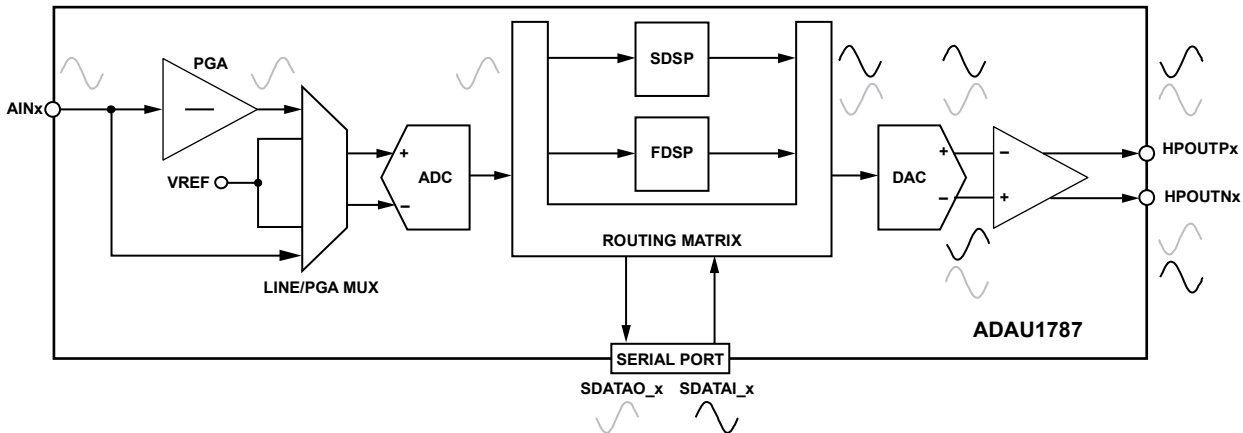 PGA
SDSP
AINx
FDSP
HPOUTPx
VREF
+
ADC
−
+
DAC
−
−
+
HPOUTNx
ROUTING MATRIX
LINE/PGA MUX
ADAU1787
SERIAL PORT
SDATAO_x
SDATAI_x